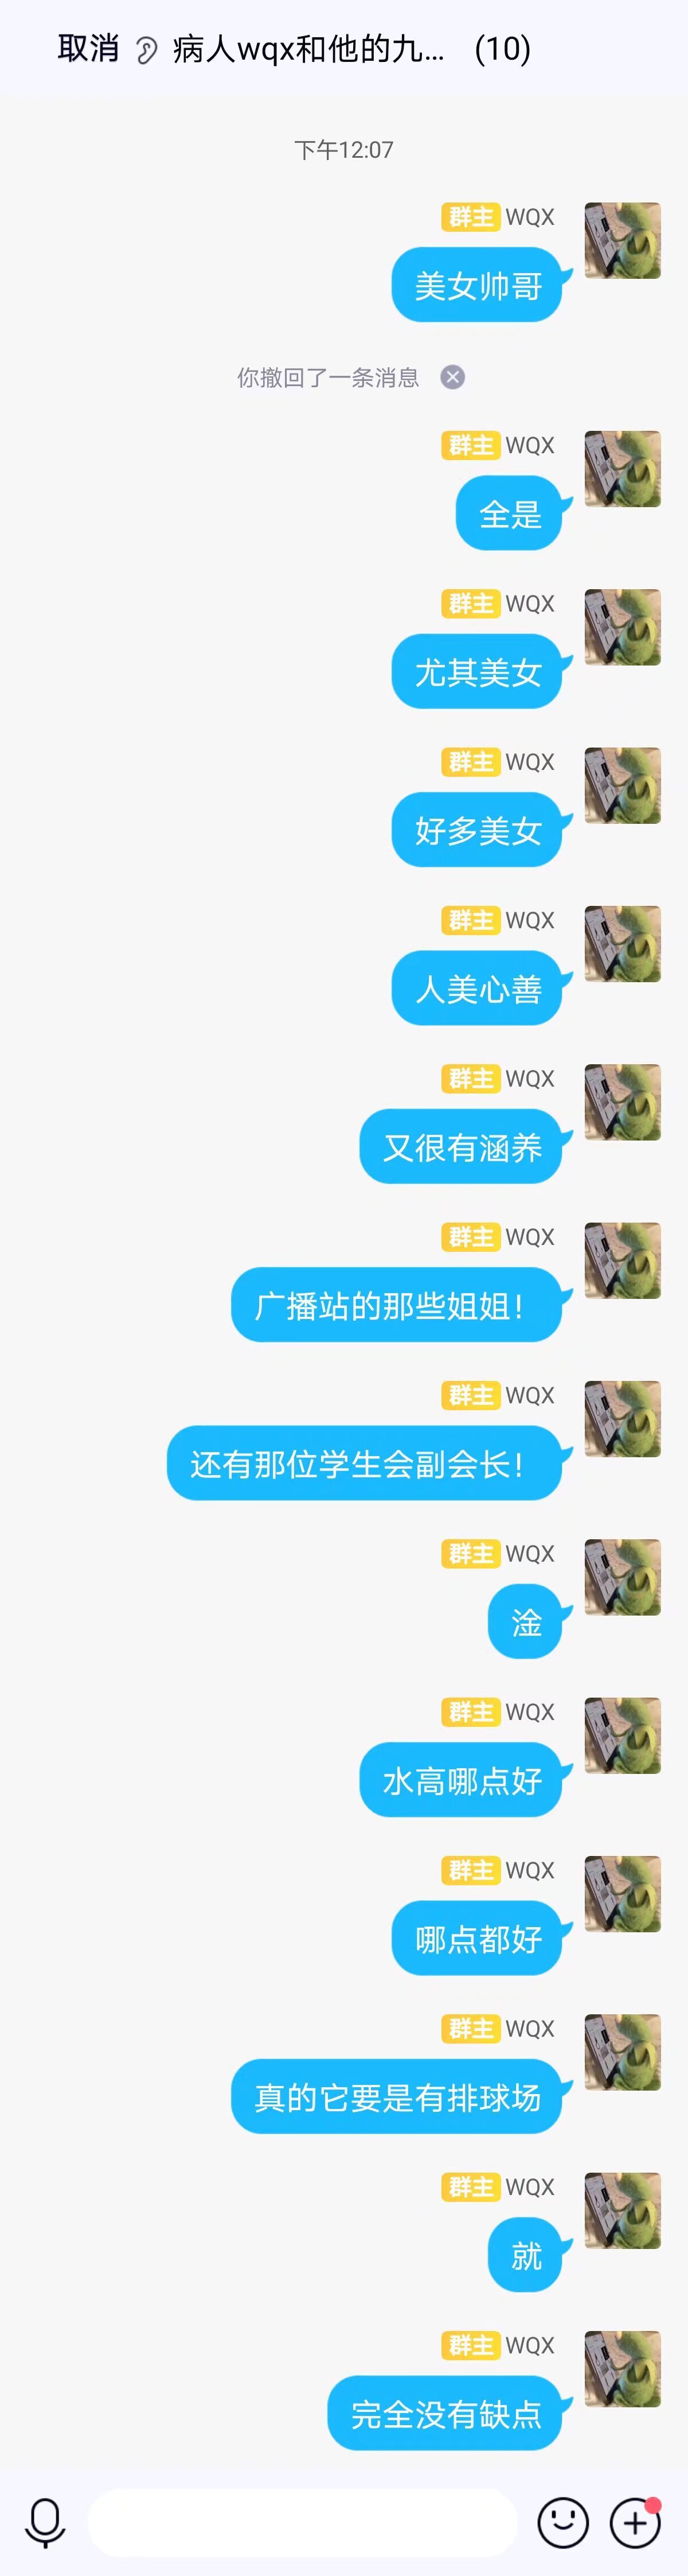 取消 病人wqx和他的九... (10)
下午12:07
群主 WQX
美女帅哥
你撤回了一条消息
群主 WQX
全是
群主 WQX
尤其美女
群主 WQX
好多美女
群主 WQX
人美心善
群主 WQX
又很有涵养
群主 WQX
广播站的那些姐姐！
群主 WQX
还有那位学生会副会长！
群主 WQX
淦
群主 WQX
水高哪点好
群主 WQX
哪点都好
群主 WQX
真的它要是有排球场
群主 WQX
就
群主 WQX
完全没有缺点